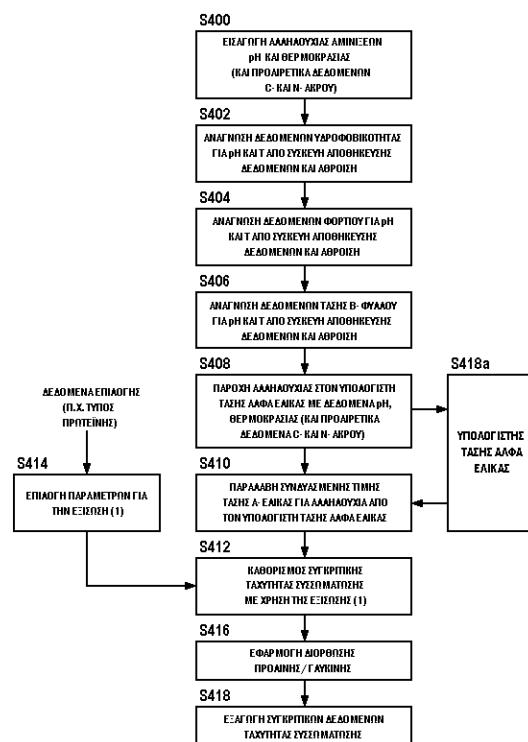 S400
ΕΙΣΑΓΩΓΗ ΑΛΛΗΛΟΥΧΙΑΣ ΑΜΙΝΙΞΕΩΝ
pH ΚΑΙ ΘΕΡΜΟΚΡΑΣΙΑΣ
(ΚΑΙ ΠΡΟΑΙΡΕΤΙΚΑ ΔΕΔΟΜΕΝΩΝ
C- ΚΑΙ Ν- ΑΚΡΟΥ)
S402
ΑΝΑΓΝΩΣΗ ΔΕΔΟΜΕΝΩΝ ΥΔΡΟΦΟΒΙΚΟΤΗΤΑΣ
ΓΙΑ pH ΚΑΙ Τ ΑΠΟ ΣΥΣΚΕΥΗ ΑΠΟΘΗΚΕΥΣΗΣ
ΔΕΔΟΜΕΝΩΝ ΚΑΙ ΑΘΡΟΙΣΗ
S404
ΑΝΑΓΝΩΣΗ ΔΕΔΟΜΕΝΩΝ ΦΟΡΤΙΟΥ ΓΙΑ pH
ΚΑΙ Τ ΑΠΟ ΣΥΣΚΕΥΗ ΑΠΟΘΗΚΕΥΣΗΣ
ΔΕΔΟΜΕΝΩΝ ΚΑΙ ΑΘΡΟΙΣΗ
S406
ΑΝΑΓΝΩΣΗ ΔΕΔΟΜΕΝΩΝ ΤΑΣΗΣ Β- ΦΥΛΛΟΥ
ΓΙΑ pH ΚΑΙ Τ ΑΠΟ ΣΥΣΚΕΥΗ ΑΠΟΘΗΚΕΥΣΗΣ
ΔΕΔΟΜΕΝΩΝ ΚΑΙ ΑΘΡΟΙΣΗ
S408
ΠΑΡΟΧΗ ΑΛΛΗΛΟΥΧΙΑΣ ΣΤΟΝ ΥΠΟΛΟΓΙΣΤΗ
ΤΑΣΗΣ ΑΛΦΑ ΕΛΙΚΑΣ ΜΕ ΔΕΔΟΜΕΝΑ pH,
ΘΕΡΜΟΚΡΑΣΙΑΣ (ΚΑΙ ΠΡΟΑΙΡΕΤΙΚΑ
ΔΕΔΟΜΕΝΑ C- ΚΑΙ Ν- ΑΚΡΟΥ)
S418a
ΥΠΟΛΟΓΙΣΤΗΣ
ΤΑΣΗΣ ΑΛΦΑ
ΕΛΙΚΑΣ
ΔΕΔΟΜΕΝΑ ΕΠΙΛΟΓΗΣ
(Π.Χ. ΤΥΠΟΣ
ΠΡΩΤΕΪΝΗΣ)
S414
ΕΠΙΛΟΓΗ ΠΑΡΑΜΕΤΡΩΝ ΓΙΑ
ΤΗΝ ΕΞΙΣΩΣΗ (1)
S410
ΠΑΡΑΛΑΒΗ ΣΥΝΔΥΑΣΜΕΝΗΣ ΤΙΜΗΣ
ΤΑΣΗΣ Α- ΕΛΙΚΑΣ ΓΙΑ ΑΛΛΗΛΟΥΧΙΑ ΑΠΟ
ΤΟΝ ΥΠΟΛΟΓΙΣΤΗ ΤΑΣΗΣ ΑΛΦΑ ΕΛΙΚΑΣ
S412
ΚΑΘΟΡΙΣΜΟΣ ΣΥΓΚΡΙΤΙΚΗΣ
ΤΑΧΥΤΗΤΑΣ ΣΥΣΣΩΜΑΤΩΣΗΣ
ΜΕ ΧΡΗΣΗ ΤΗΣ ΕΞΙΣΩΣΗΣ (1)
S416
ΕΦΑΡΜΟΓΗ ΔΙΟΡΘΩΣΗΣ
ΠΡΟΛΙΝΗΣ / ΓΛΥΚΙΝΗΣ
S418
ΕΞΑΓΩΓΗ ΣΥΓΚΡΙΤΙΚΩΝ ΔΕΔΟΜΕΝΩΝ
ΤΑΧΥΤΗΤΑΣ ΣΥΣΣΩΜΑΤΩΣΗΣ